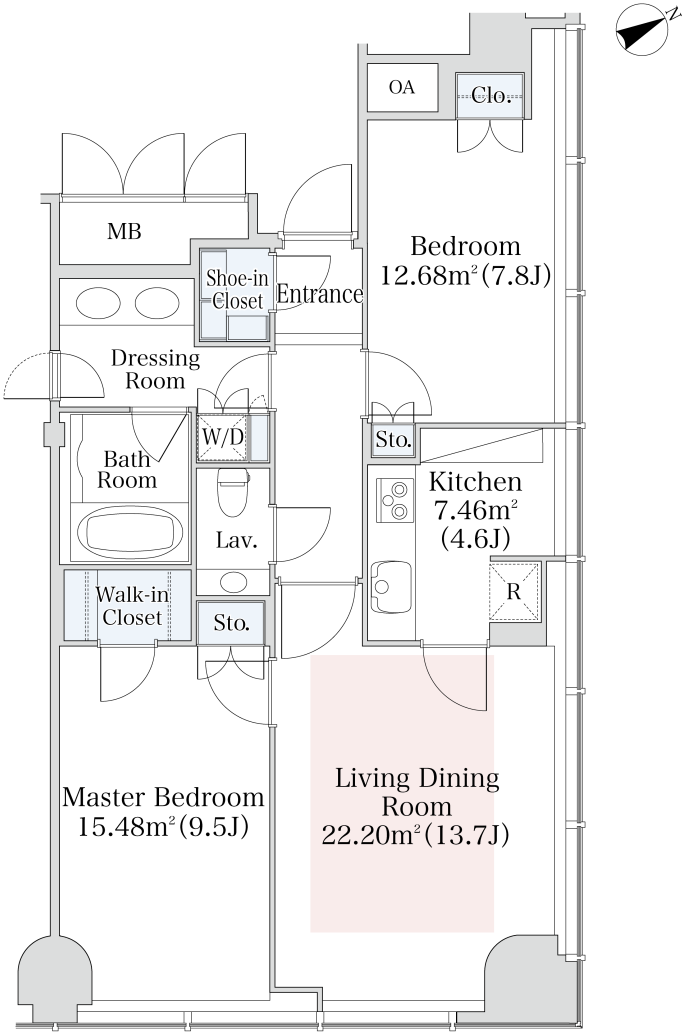 N
OA
Clo.
MB
Bedroom
12.68m²(7.8J)
Shoe-in
Closet
Entrance
Dressing
Room
W/D
Sto.
Bath
Room
Kitchen
7.46m²
(4.6J)
Lav.
R
Walk-in
Closet
Sto.
Living Dining
Room
22.20m²(13.7J)
Master Bedroom
15.48m²(9.5J)